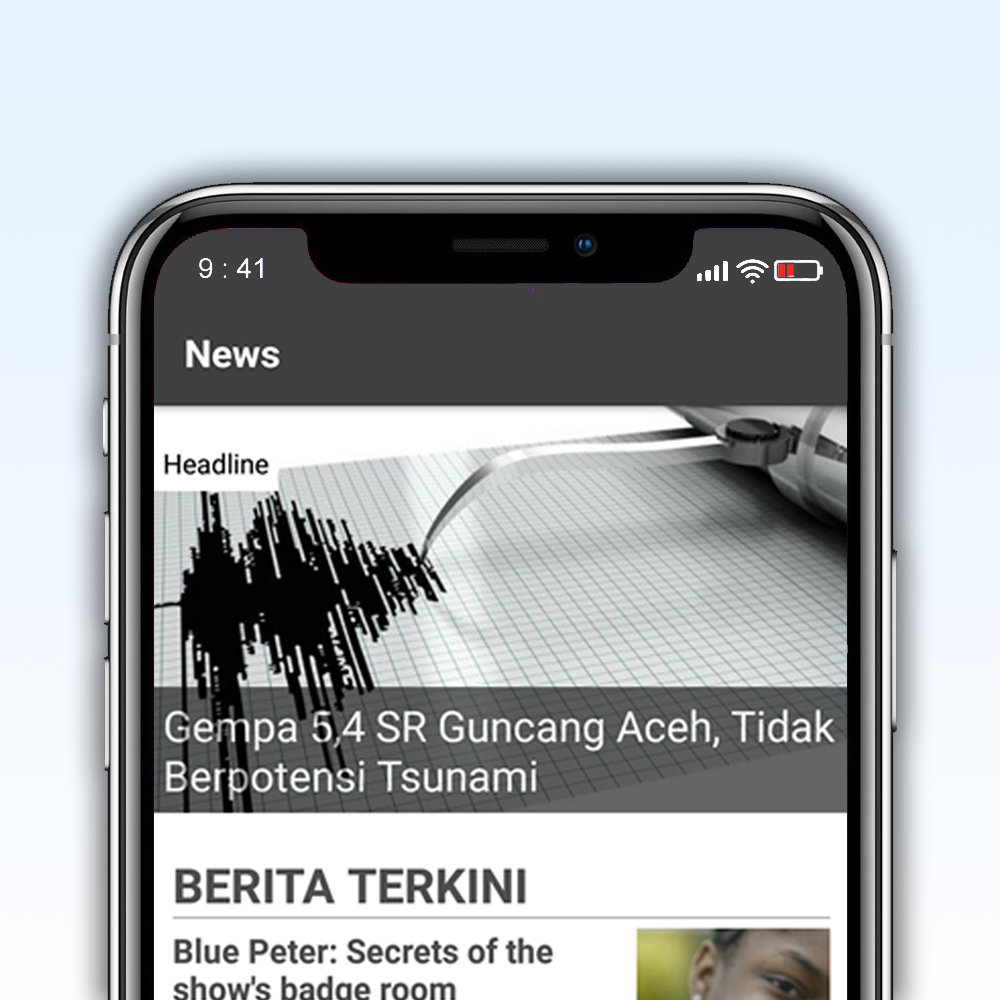 9 : 41
News
Headline
Gempa 5,4 SR Guncang Aceh, Tidak
Berpotensi Tsunami
BERITA TERKINI
Blue Peter: Secrets of the
show's badge room